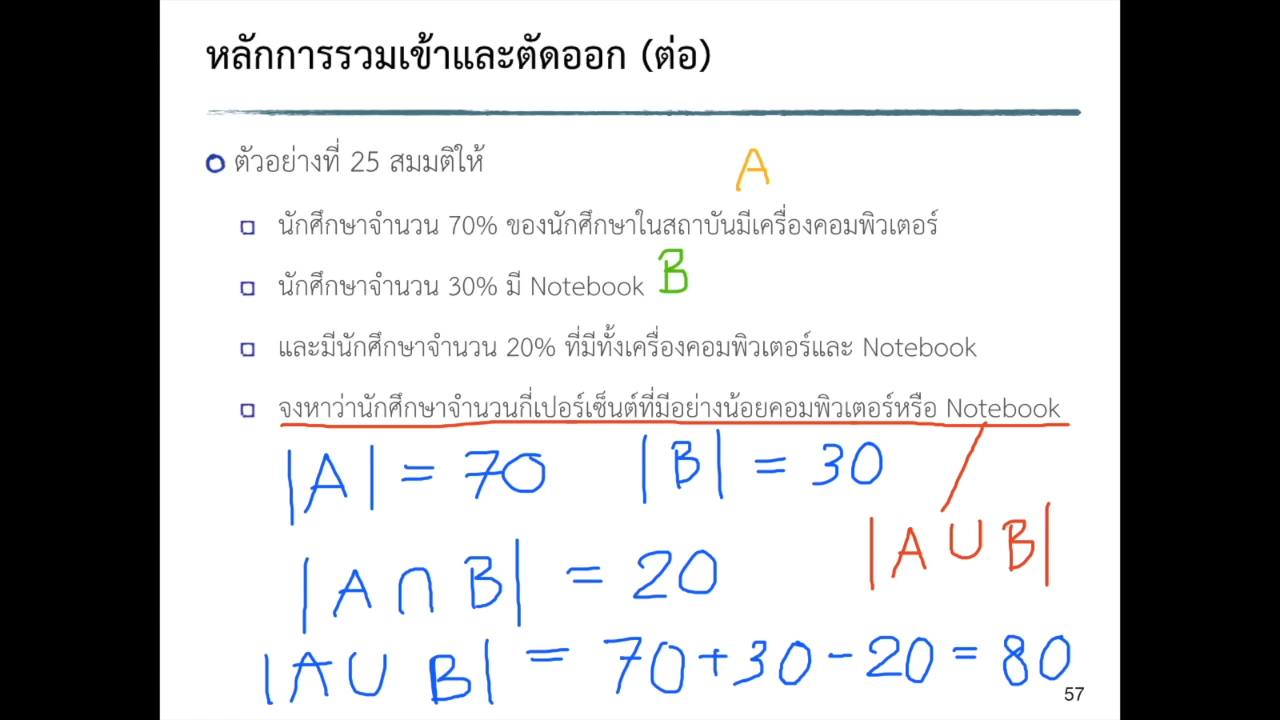 หลักการรวมเข้าและตัดออก (ต่อ)
ตัวอย่างที่ 25 สมมติให้
A
นักศึกษาจำนวน 70% ของนักศึกษาในสถาบันมีเครื่องคอมพิวเตอร์
นักศึกษาจำนวน 30% มี Notebook B
และมีนักศึกษาจำนวน 20% ที่มีทั้งเครื่องคอมพิวเตอร์และ Notebook
จงหาว่านักศึกษาจำนวนกี่เปอร์เซ็นต์ที่มีอย่างน้อยคอมพิวเตอร์หรือ Notebook
|A| = 70 |B| = 30
|A ∪ B|
|A ∩ B| = 20
|A ∪ B| = 70 + 30 - 20 = 80
57